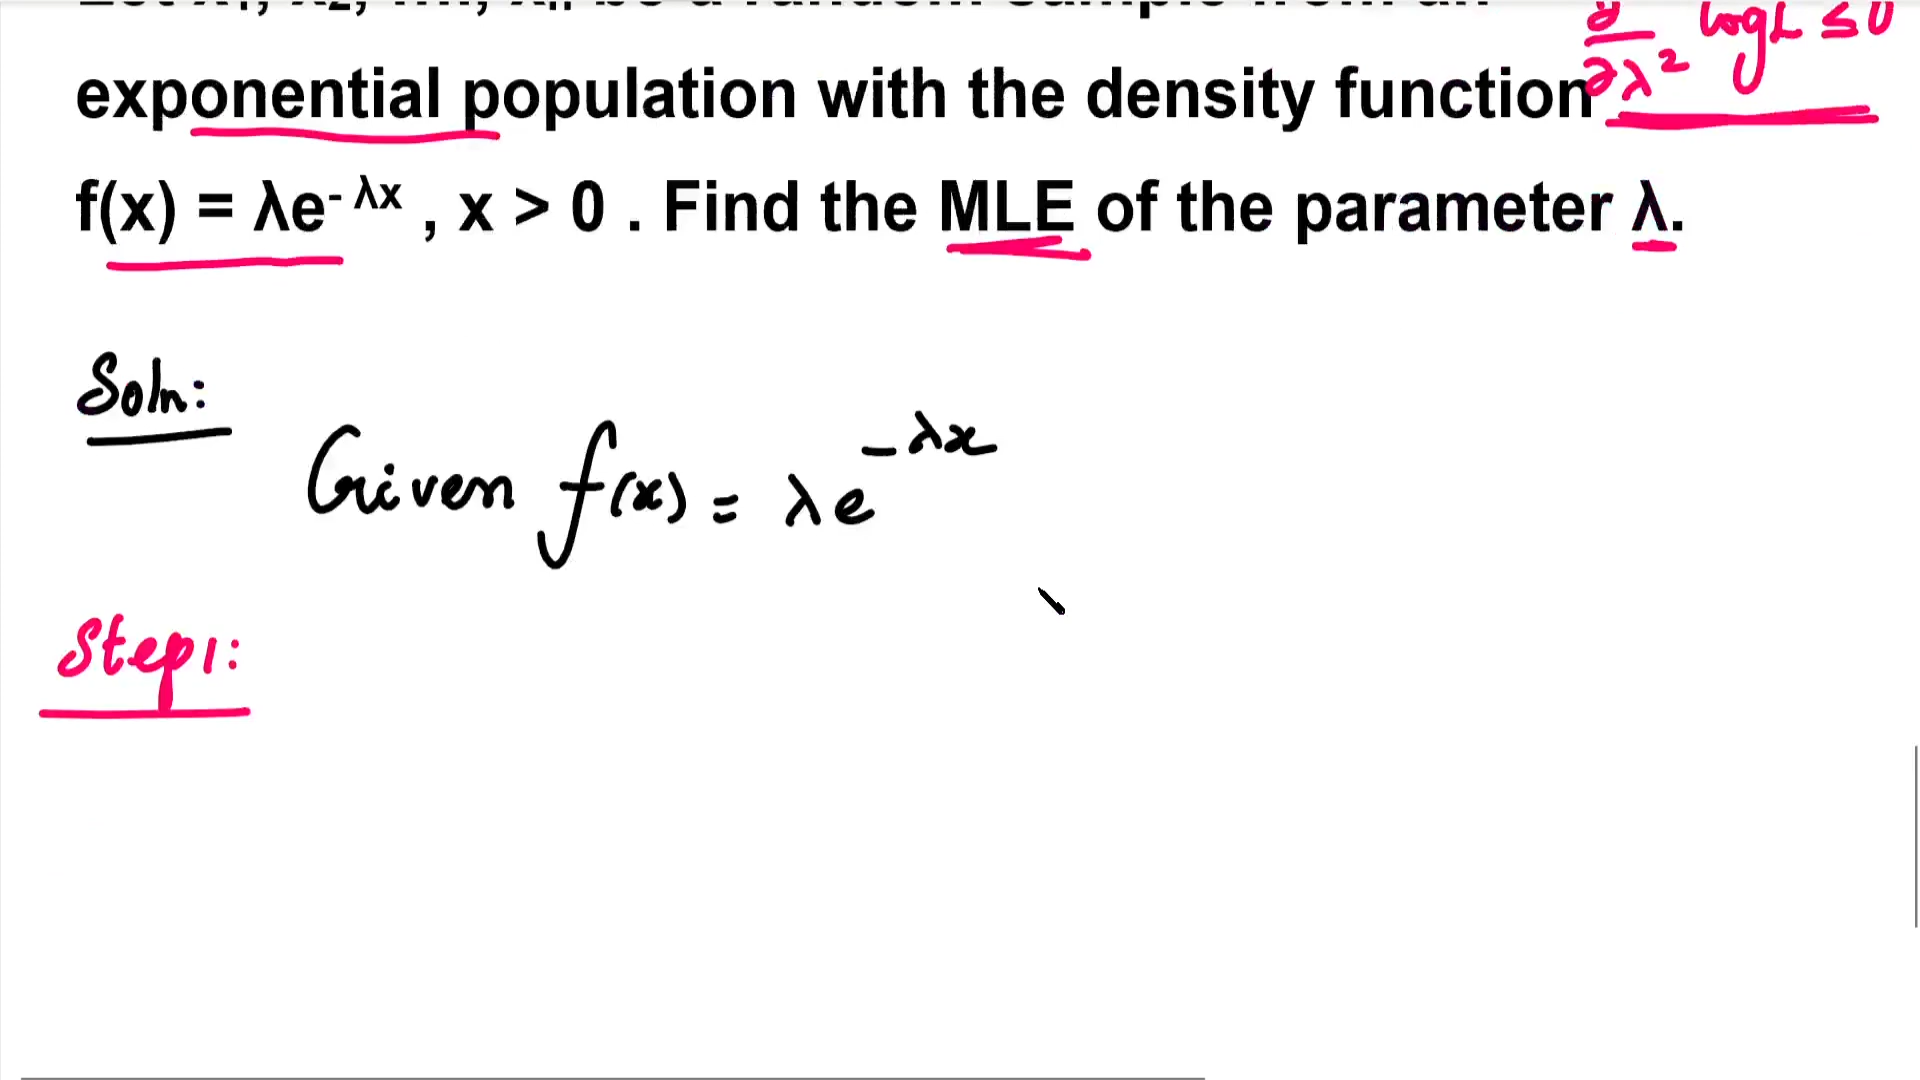 exponential population with the density function
f(x) = λe^{-λx} , x > 0 . Find the MLE of the parameter λ.
∂λ² log L ≤ 0
Soln:
Given f(x) = λe^{-λx}
Step1: